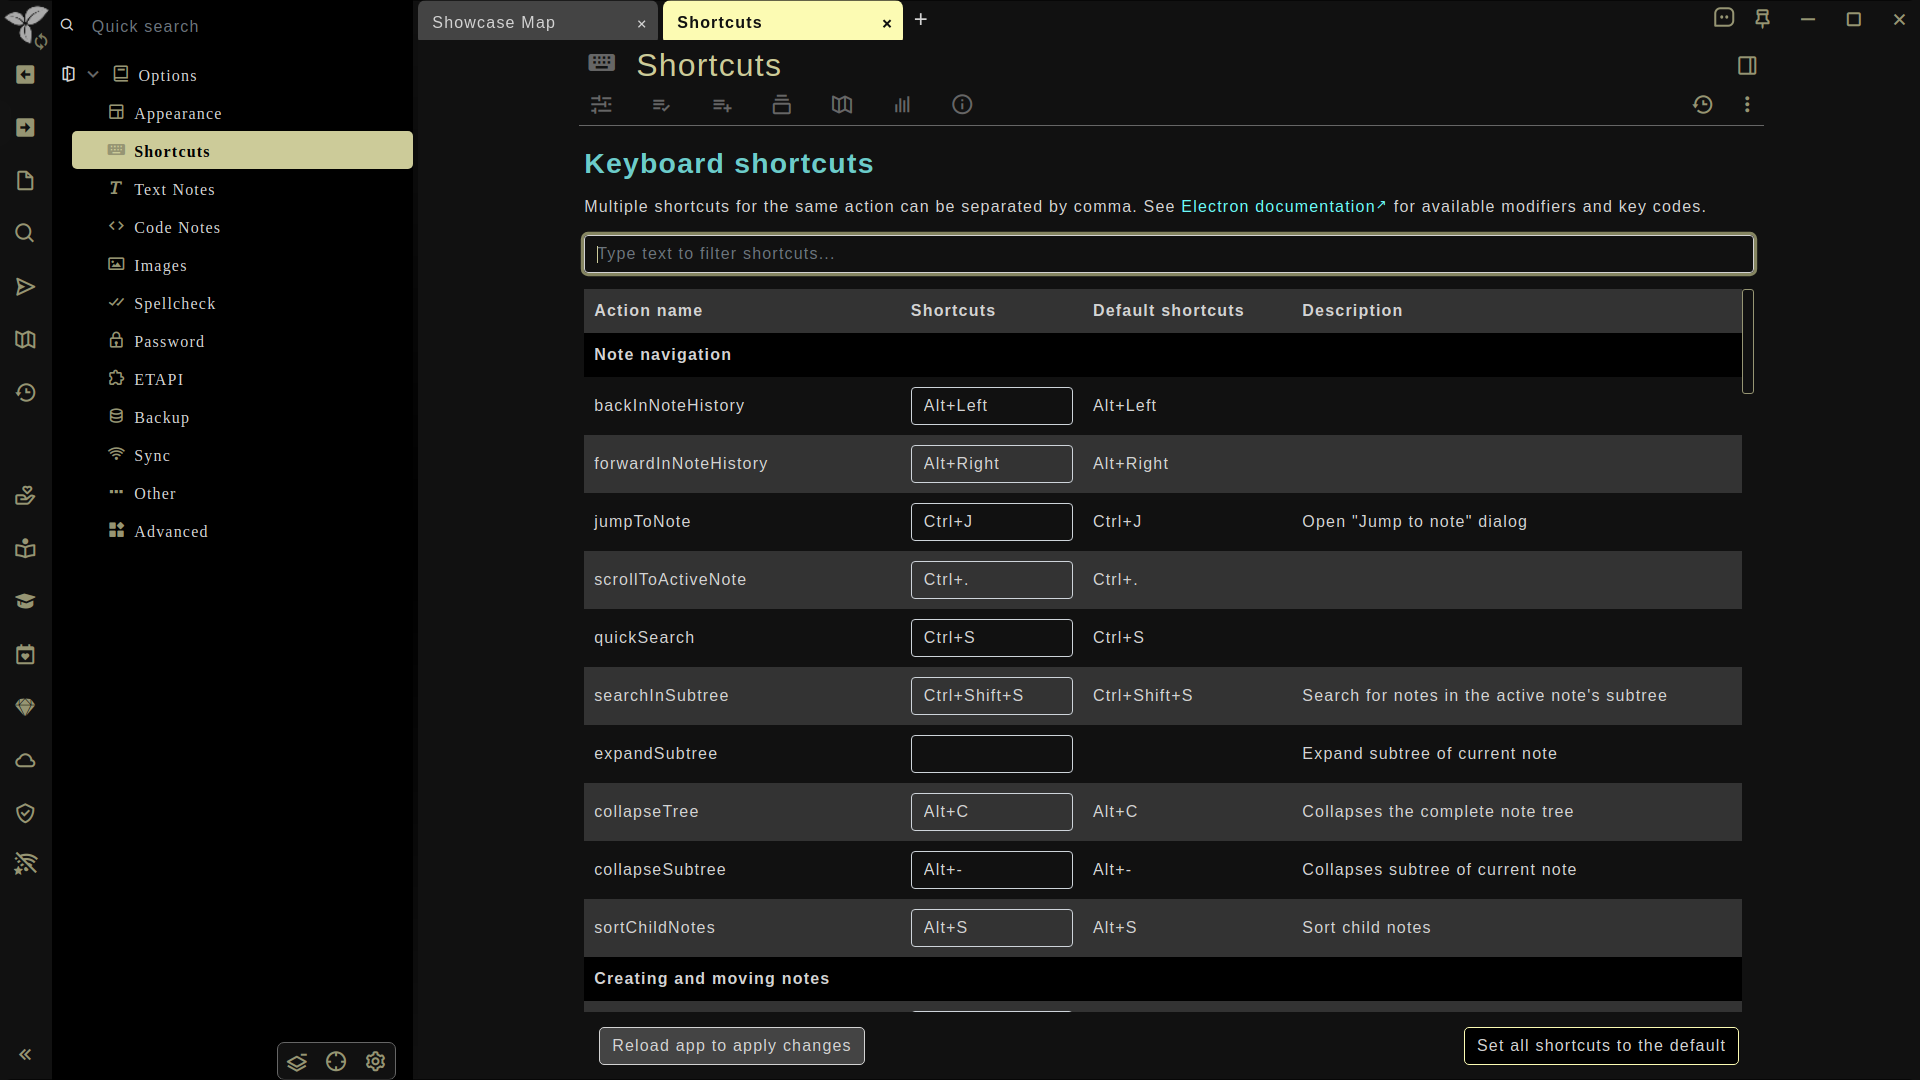 Quick search
Options
Appearance
Shortcuts
Text Notes
Code Notes
Images
Spellcheck
Password
ETAPI
Backup
Sync
Other
Advanced
Showcase Map
Shortcuts
Shortcuts
Keyboard shortcuts
Multiple shortcuts for the same action can be separated by comma. See Electron documentation for available modifiers and key codes.
Type text to filter shortcuts...
Action name Shortcuts Default shortcuts Description
Note navigation
backInNoteHistory Alt+Left Alt+Left
forwardInNoteHistory Alt+Right Alt+Right
jumpToNote Ctrl+J Ctrl+J Open "Jump to note" dialog
scrollToActiveNote Ctrl+. Ctrl+.
quickSearch Ctrl+S Ctrl+S
searchInSubtree Ctrl+Shift+S Ctrl+Shift+S Search for notes in the active note's subtree
expandSubtree Expand subtree of current note
collapseTree Alt+C Alt+C Collapses the complete note tree
collapseSubtree Alt+- Alt+- Collapses subtree of current note
sortChildNotes Alt+S Alt+S Sort child notes
Creating and moving notes
Reload app to apply changes
Set all shortcuts to the default